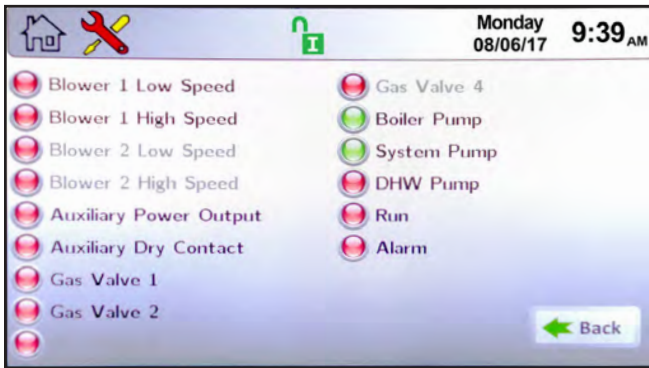 Monday
08/06/17
9:39 AM
I
Blower 1 Low Speed
Blower 1 High Speed
Blower 2 Low Speed
Blower 2 High Speed
Auxiliary Power Output
Auxiliary Dry Contact
Gas Valve 1
Gas Valve 2
Gas Valve 4
Boiler Pump
System Pump
DHW Pump
Run
Alarm
Back